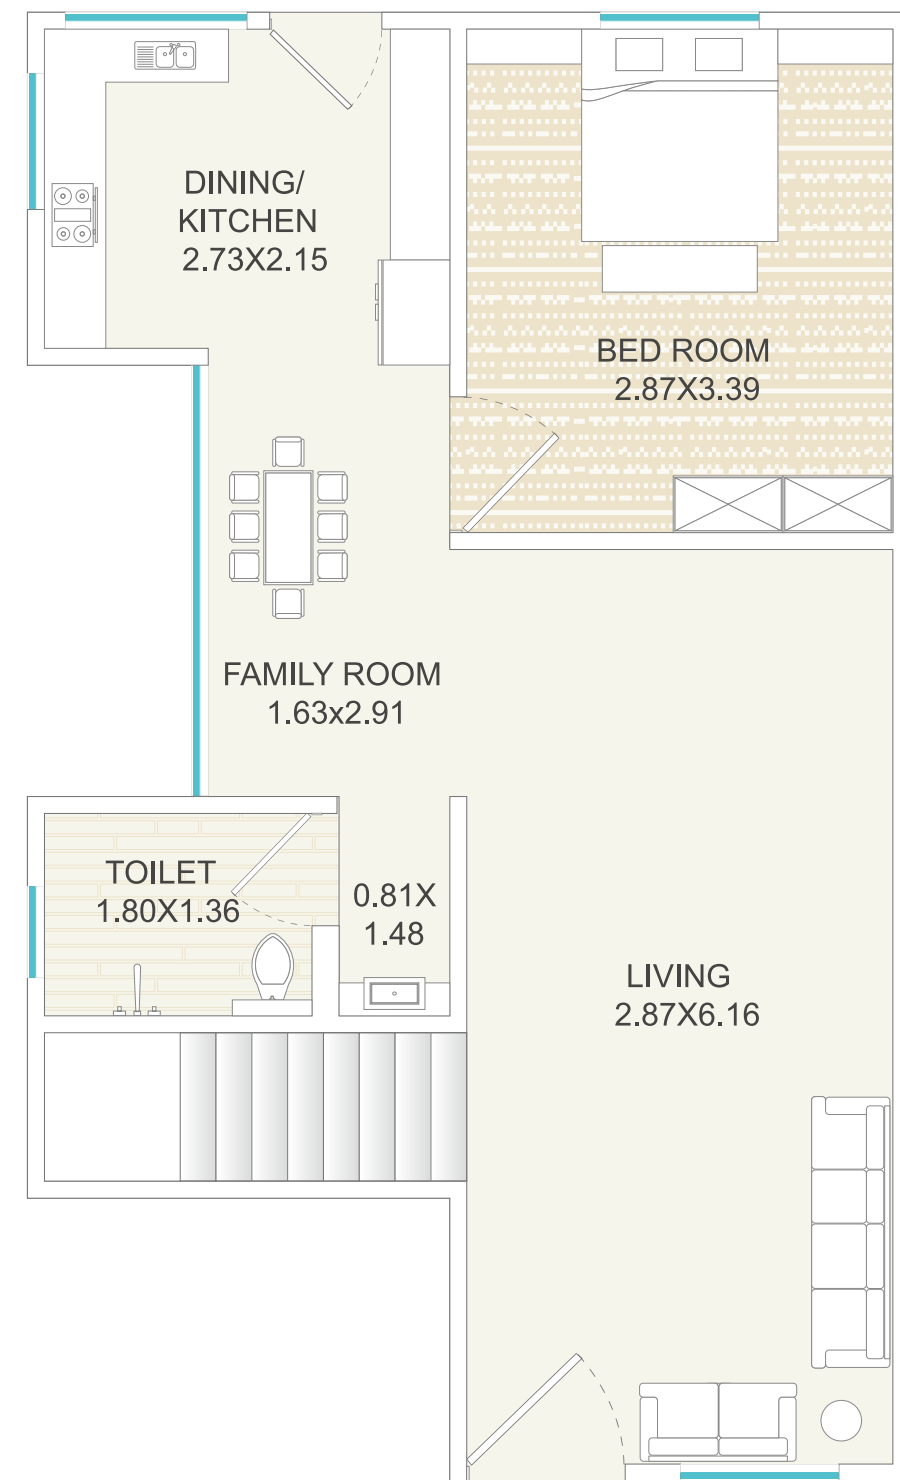 DINING/
KITCHEN
2.73X2.15
BED ROOM
2.87X3.39
FAMILY ROOM
1.63x2.91
TOILET
1.80X1.36
0.81X
1.48
LIVING
2.87X6.16